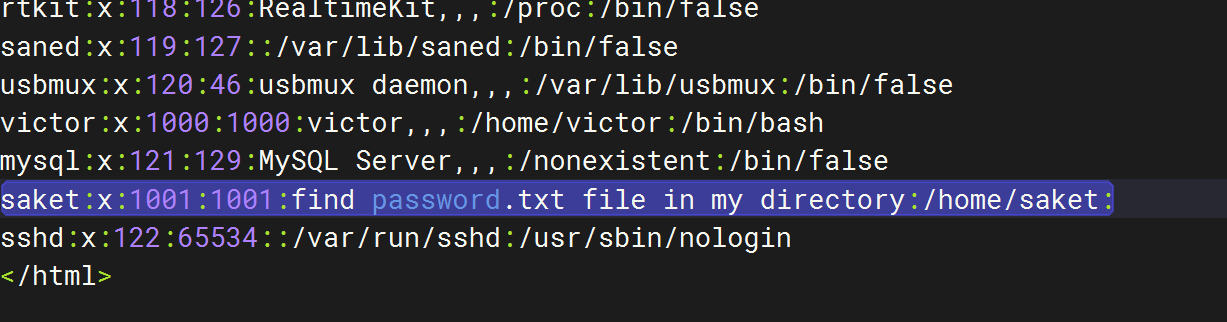 rtkit:x:118:126:RealtimeKit,,,:/proc:/bin/false
saned:x:119:127::/var/lib/saned:/bin/false
usbmux:x:120:46:usbmux daemon,,,:/var/lib/usbmux:/bin/false
victor:x:1000:1000:victor,,,:/home/victor:/bin/bash
mysql:x:121:129:MySQL Server,,,:/nonexistent:/bin/false
saket:x:1001:1001:find password.txt file in my directory:/home/saket:
sshd:x:122:65534::/var/run/sshd:/usr/sbin/nologin
</html>